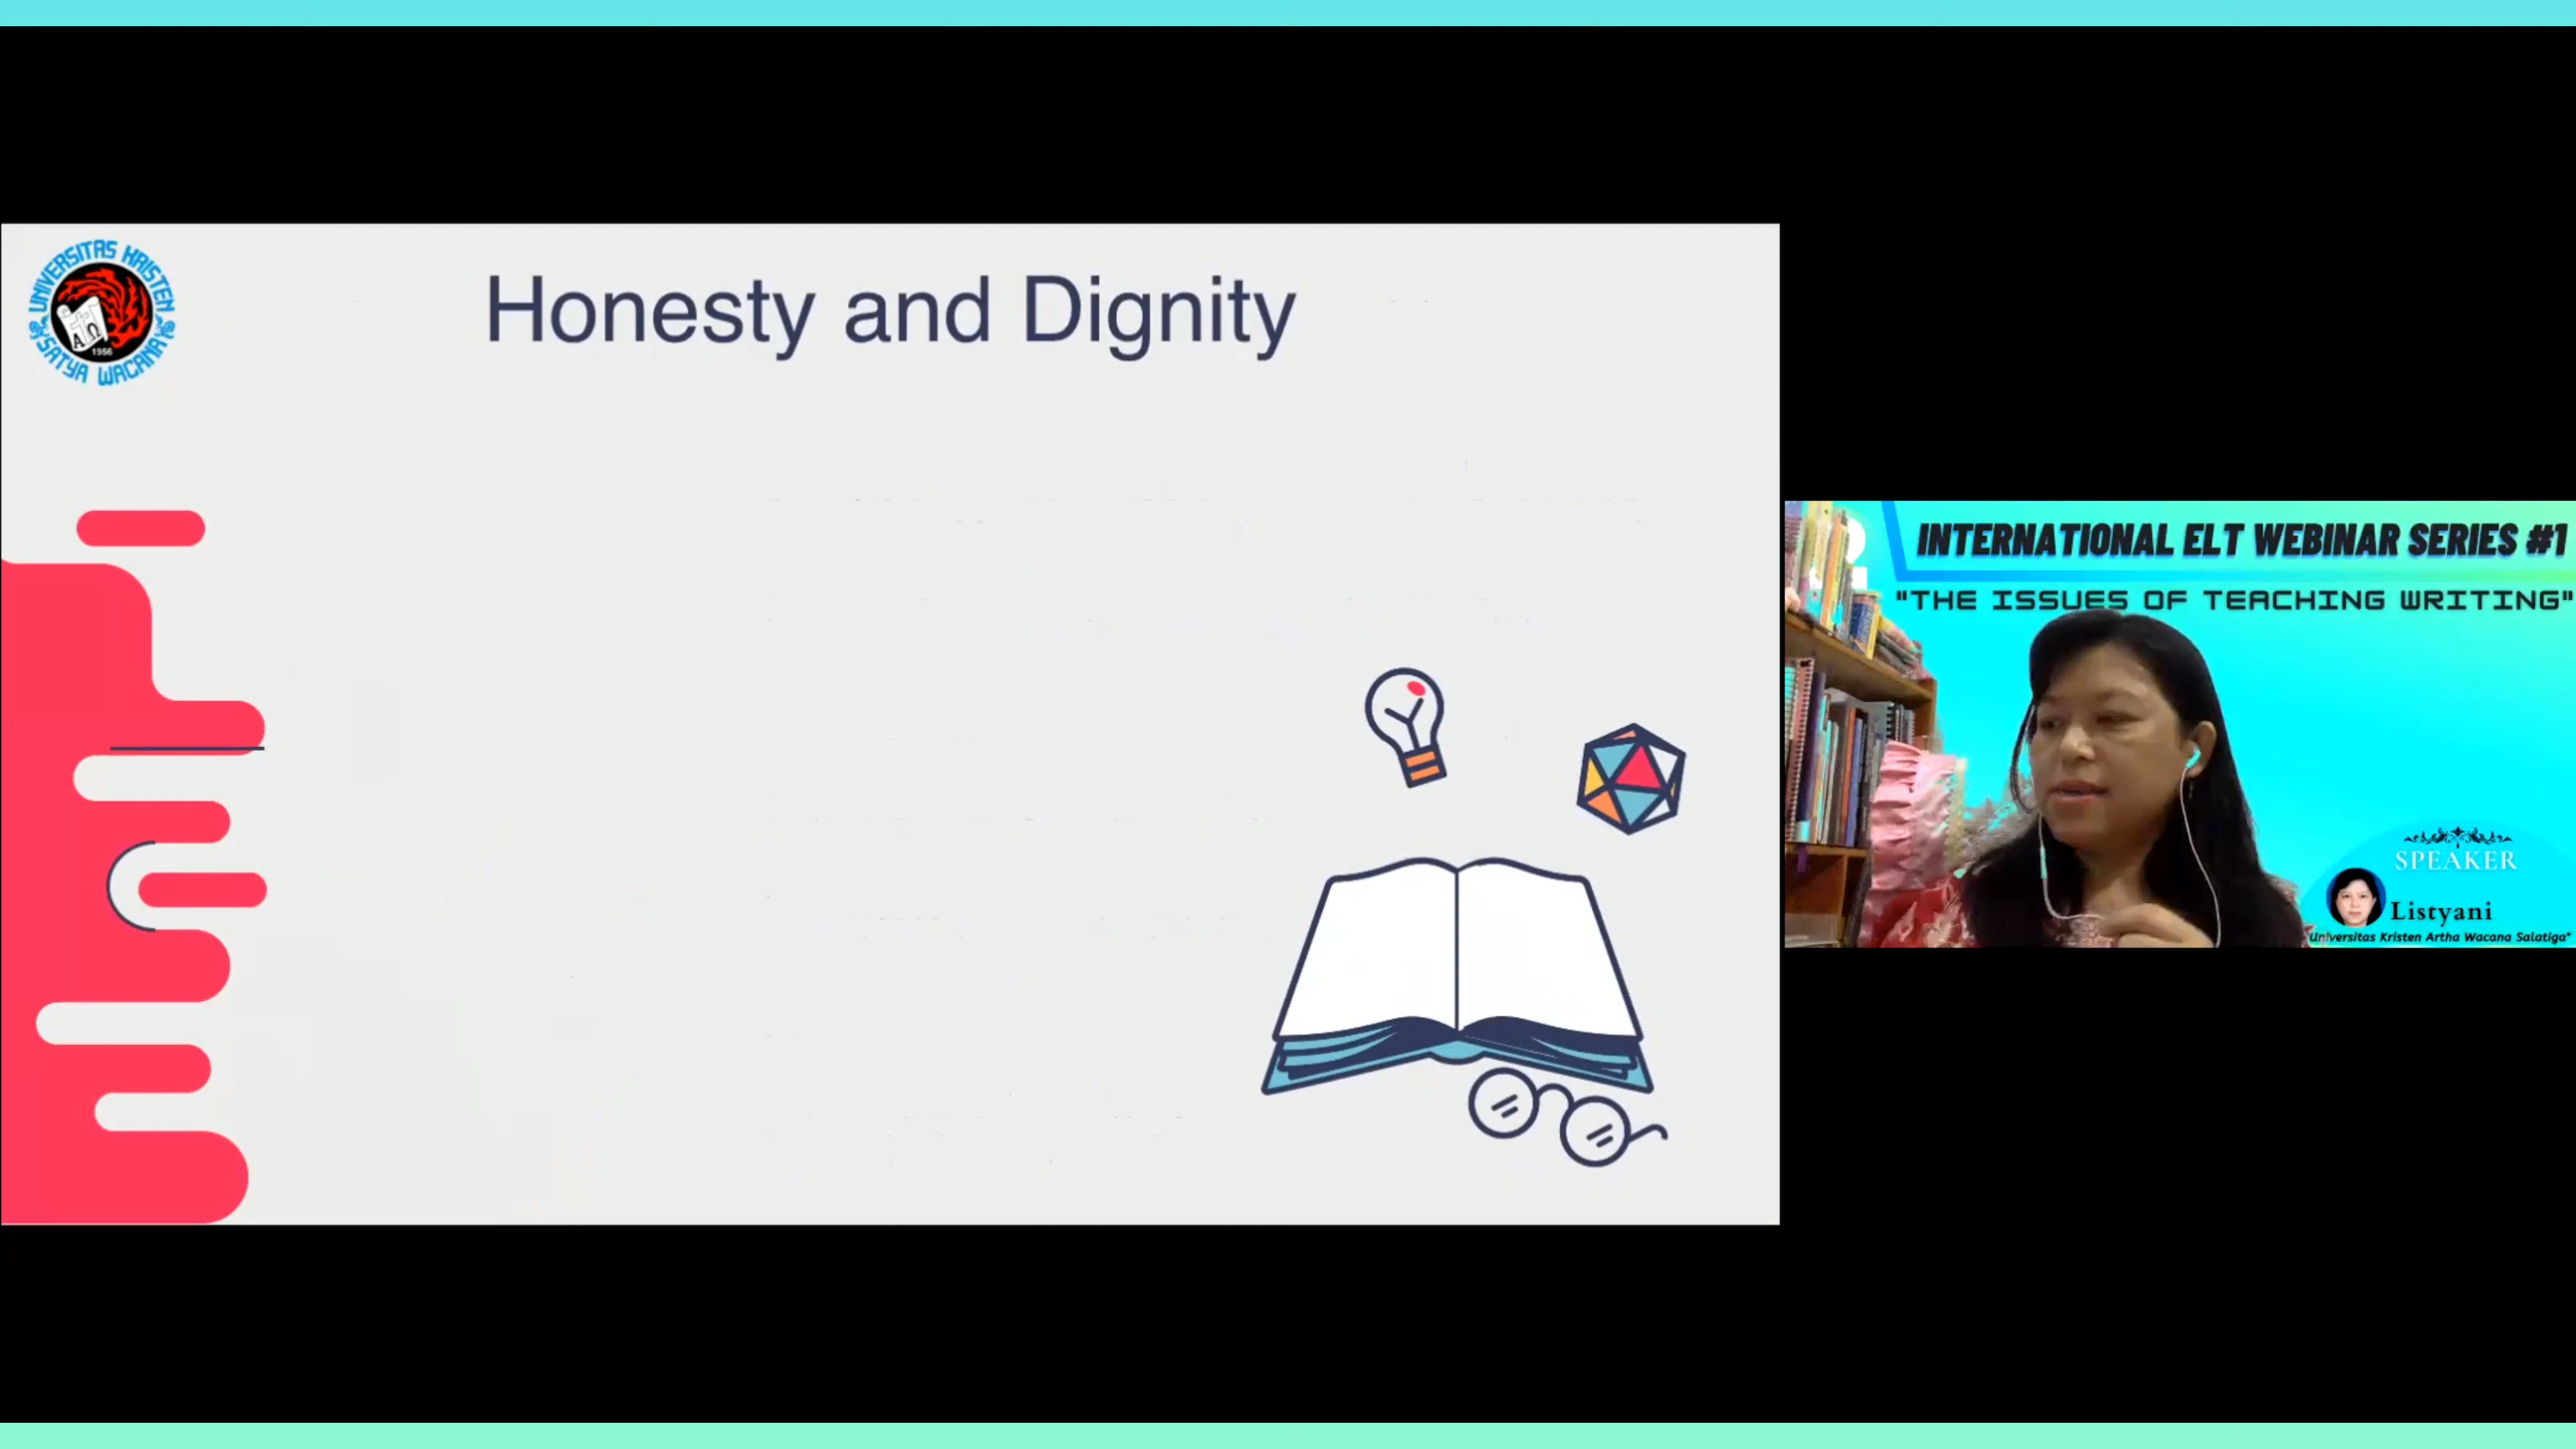 UNIVERSITAS KRISTEN
SATYA WACANA
A Ω
1956
Honesty and Dignity
INTERNATIONAL ELT WEBINAR SERIES #1
"THE ISSUES OF TEACHING WRITING"
SPEAKER
Listyani
Universitas Kristen Artha Wacana Salatiga"